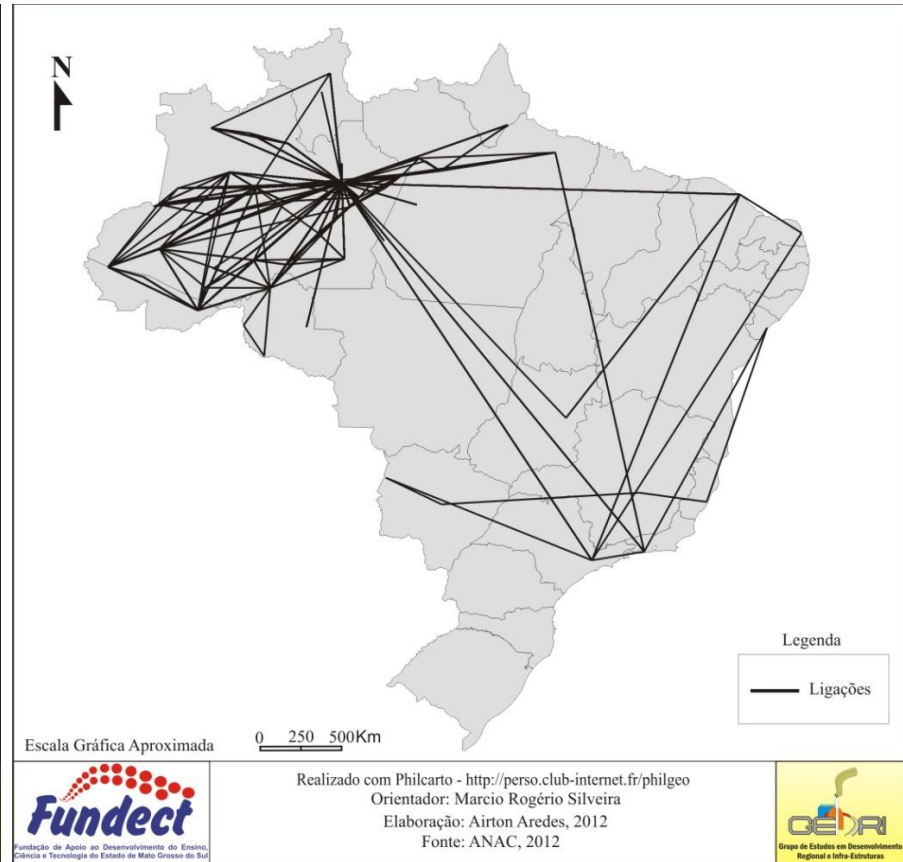 N
Legenda
Ligações
Escala Gráfica Aproximada
0 250 500Km
Fundect
Fundação de Apoio ao Desenvolvimento do Ensino,
Ciência e Tecnologia do Estado de Mato Grosso do Sul
Realizado com Philcarto - http://perso.club-internet.fr/philgeo
Orientador: Marcio Rogério Silveira
Elaboração: Airton Aredes, 2012
Fonte: ANAC, 2012
GEDRI
Grupo de Estudos em Desenvolvimento
Regional e Infra-Estruturas